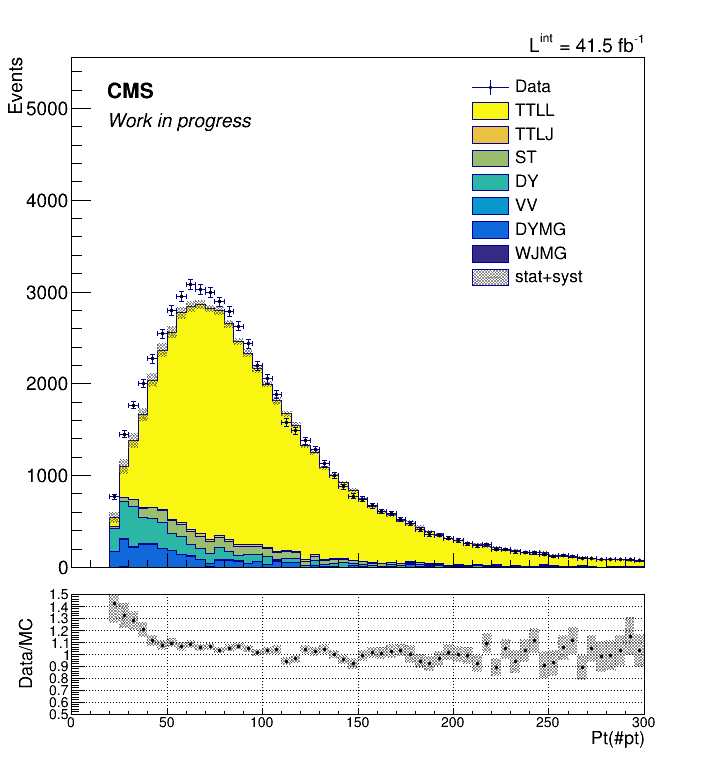 L^int = 41.5 fb^-1
Events
CMS
Work in progress
Data
TTLL
TTLJ
ST
DY
VV
DYMG
WJMG
stat+syst
5000
4000
3000
2000
1000
0
Data/MC
1.5
1.4
1.3
1.2
1.1
1
0.9
0.8
0.7
0.6
0.5
0 50 100 150 200 250 300
Pt(#pt)